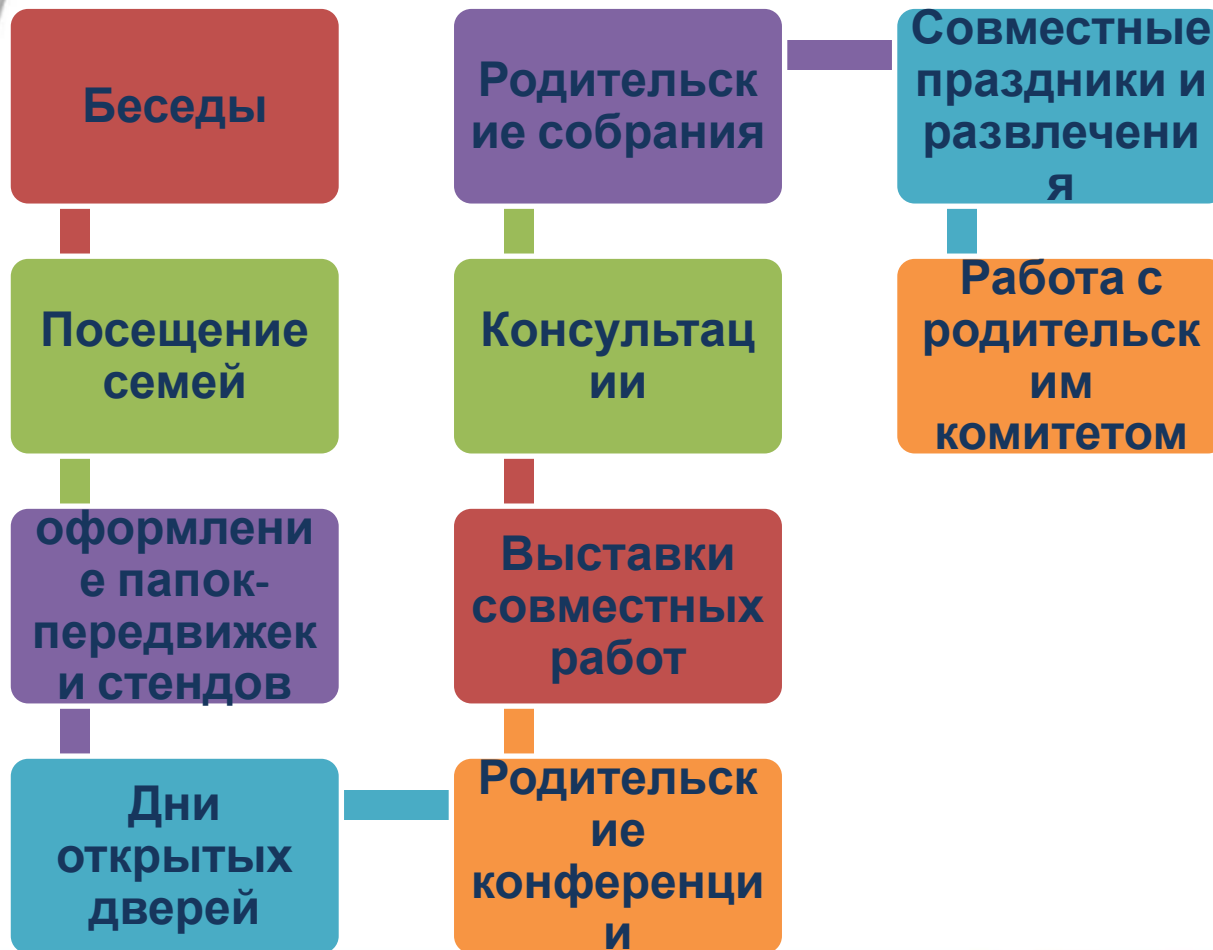 Беседы
Посещение
семей
оформлени
е папок-
передвижек
и стендов
Дни
открытых
дверей
Родительск
ие
конференци
и
Выставки
совместных
работ
Консультац
ии
Родительск
ие собрания
Совместные
праздники и
развлечени
я
Работа с
родительск
им
комитетом